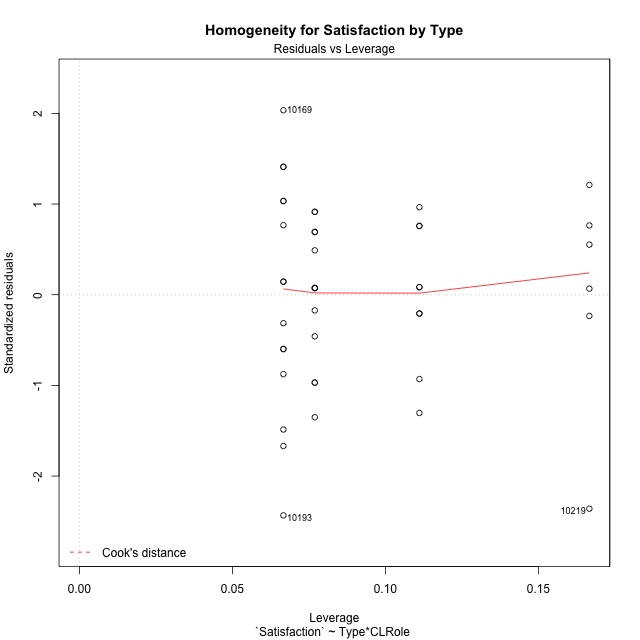 Homogeneity for Satisfaction by Type
Residuals vs Leverage
2
1
0
-1
-2
Standardized residuals
10169
10193
10219
Cook's distance
0.00 0.05 0.10 0.15
Leverage
`Satisfaction` ~ Type*CLRole